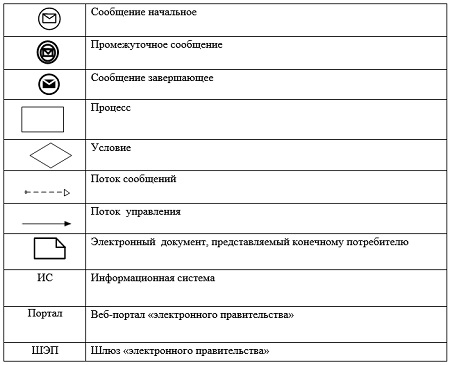 Сообщение начальное
Промежуточное сообщение
Сообщение завершающее
Процесс
Условие
Поток сообщений
Поток управления
Электронный документ, представляемый конечному потребителю
ИС Информационная система
Портал Веб-портал «электронного правительства»
ШЭП Шлюз «электронного правительства»